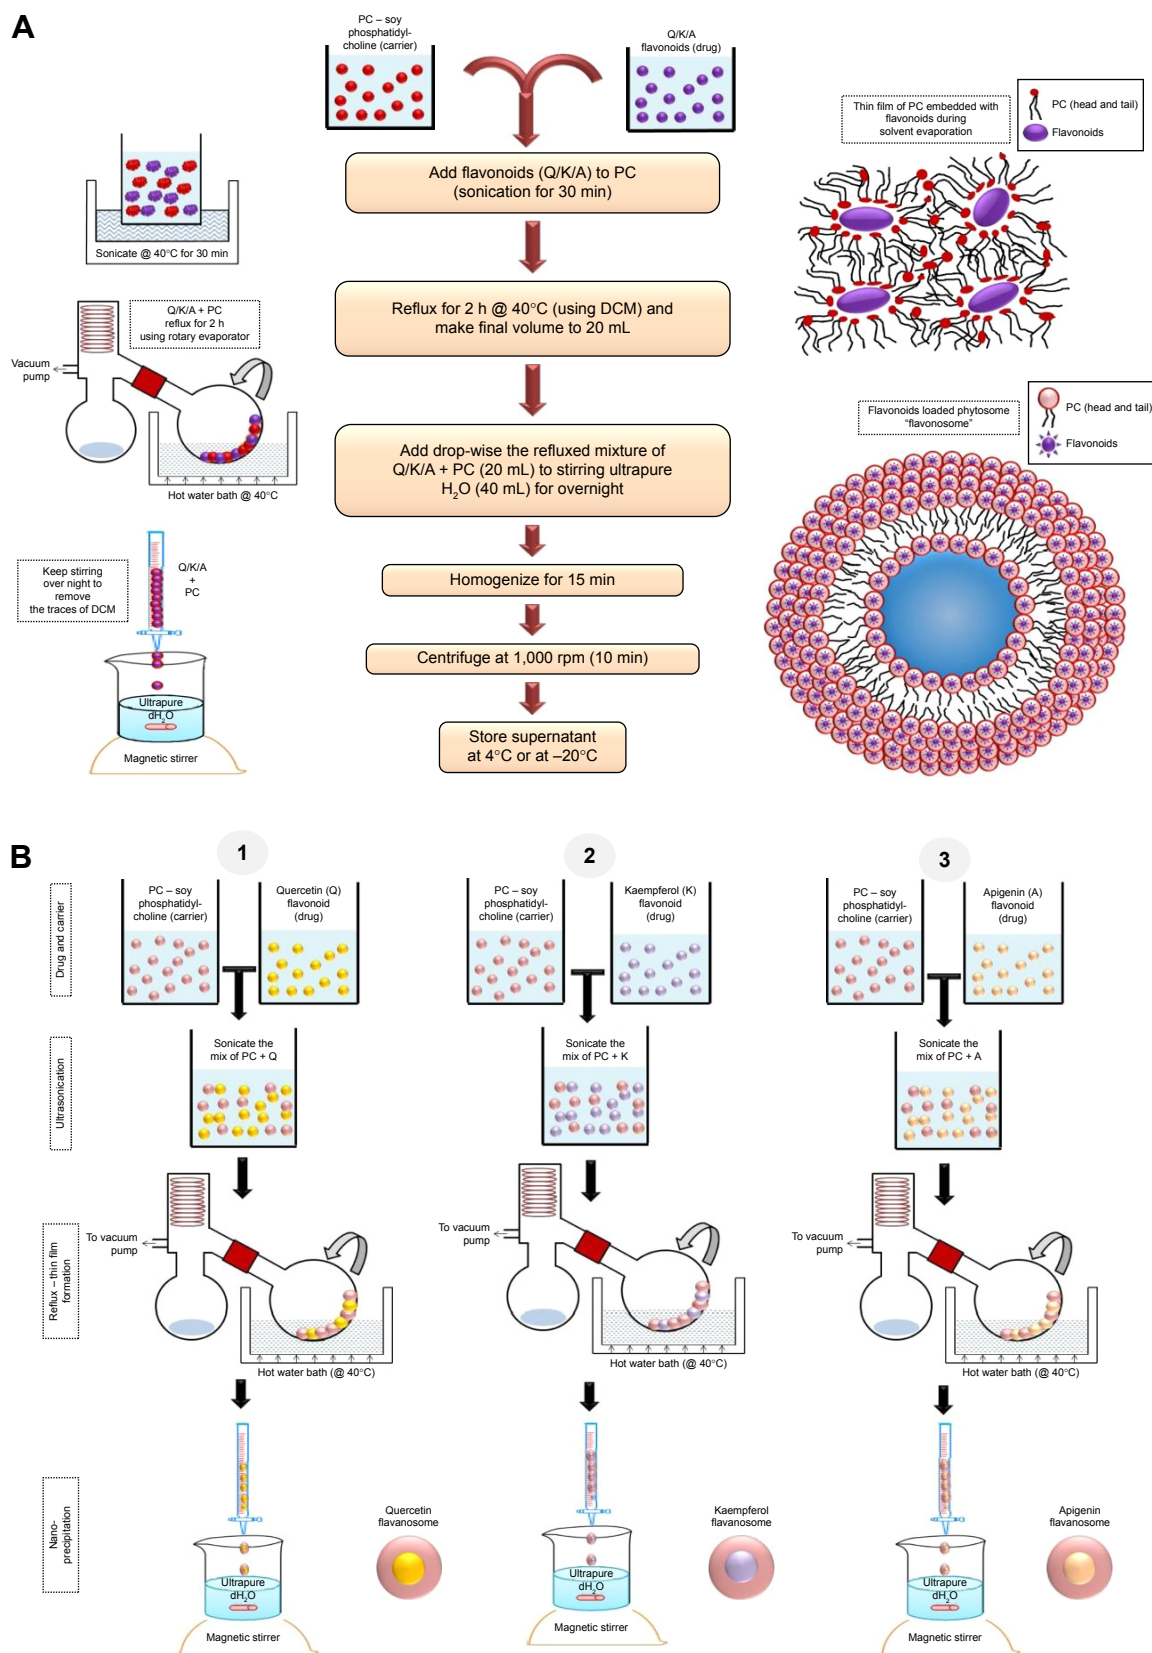 A
PC – soy
phosphatidyl-
choline (carrier)
Q/K/A
flavonoids (drug)
Add flavonoids (Q/K/A) to PC
(sonication for 30 min)
Reflux for 2 h @ 40°C (using DCM) and
make final volume to 20 mL
Add drop-wise the refluxed mixture of
Q/K/A + PC (20 mL) to stirring ultrapure
H2O (40 mL) for overnight
Homogenize for 15 min
Centrifuge at 1,000 rpm (10 min)
Store supernatant
at 4°C or at –20°C
Sonicate @ 40°C for 30 min
Q/K/A + PC
reflux for 2 h
using rotary evaporator
Vacuum
pump
Hot water bath @ 40°C
Keep stirring
over night to
remove
the traces of DCM
Q/K/A
+
PC
Ultrapure
dH2O
Magnetic stirrer
Thin film of PC embedded with
flavonoids during
solvent evaporation
PC (head and tail)
Flavonoids
Flavonoids loaded phytosome
“flavonosome”
PC (head and tail)
Flavonoids
B
1
2
3
Drug and carrier
PC – soy
phosphatidyl-
choline (carrier)
Quercetin (Q)
flavonoid
(drug)
PC – soy
phosphatidyl-
choline (carrier)
Kaempferol (K)
flavonoid
(drug)
PC – soy
phosphatidyl-
choline (carrier)
Apigenin (A)
flavonoid
(drug)
Ultrasonication
Sonicate the
mix of PC + Q
Sonicate the
mix of PC + K
Sonicate the
mix of PC + A
Reflux – thin film
formation
To vacuum
pump
Hot water bath (@ 40°C)
To vacuum
pump
Hot water bath (@ 40°C)
To vacuum
pump
Hot water bath (@ 40°C)
Nano-
precipitation
Ultrapure
dH2O
Magnetic stirrer
Quercetin
flavanosome
Ultrapure
dH2O
Magnetic stirrer
Kaempferol
flavanosome
Ultrapure
dH2O
Magnetic stirrer
Apigenin
flavanosome